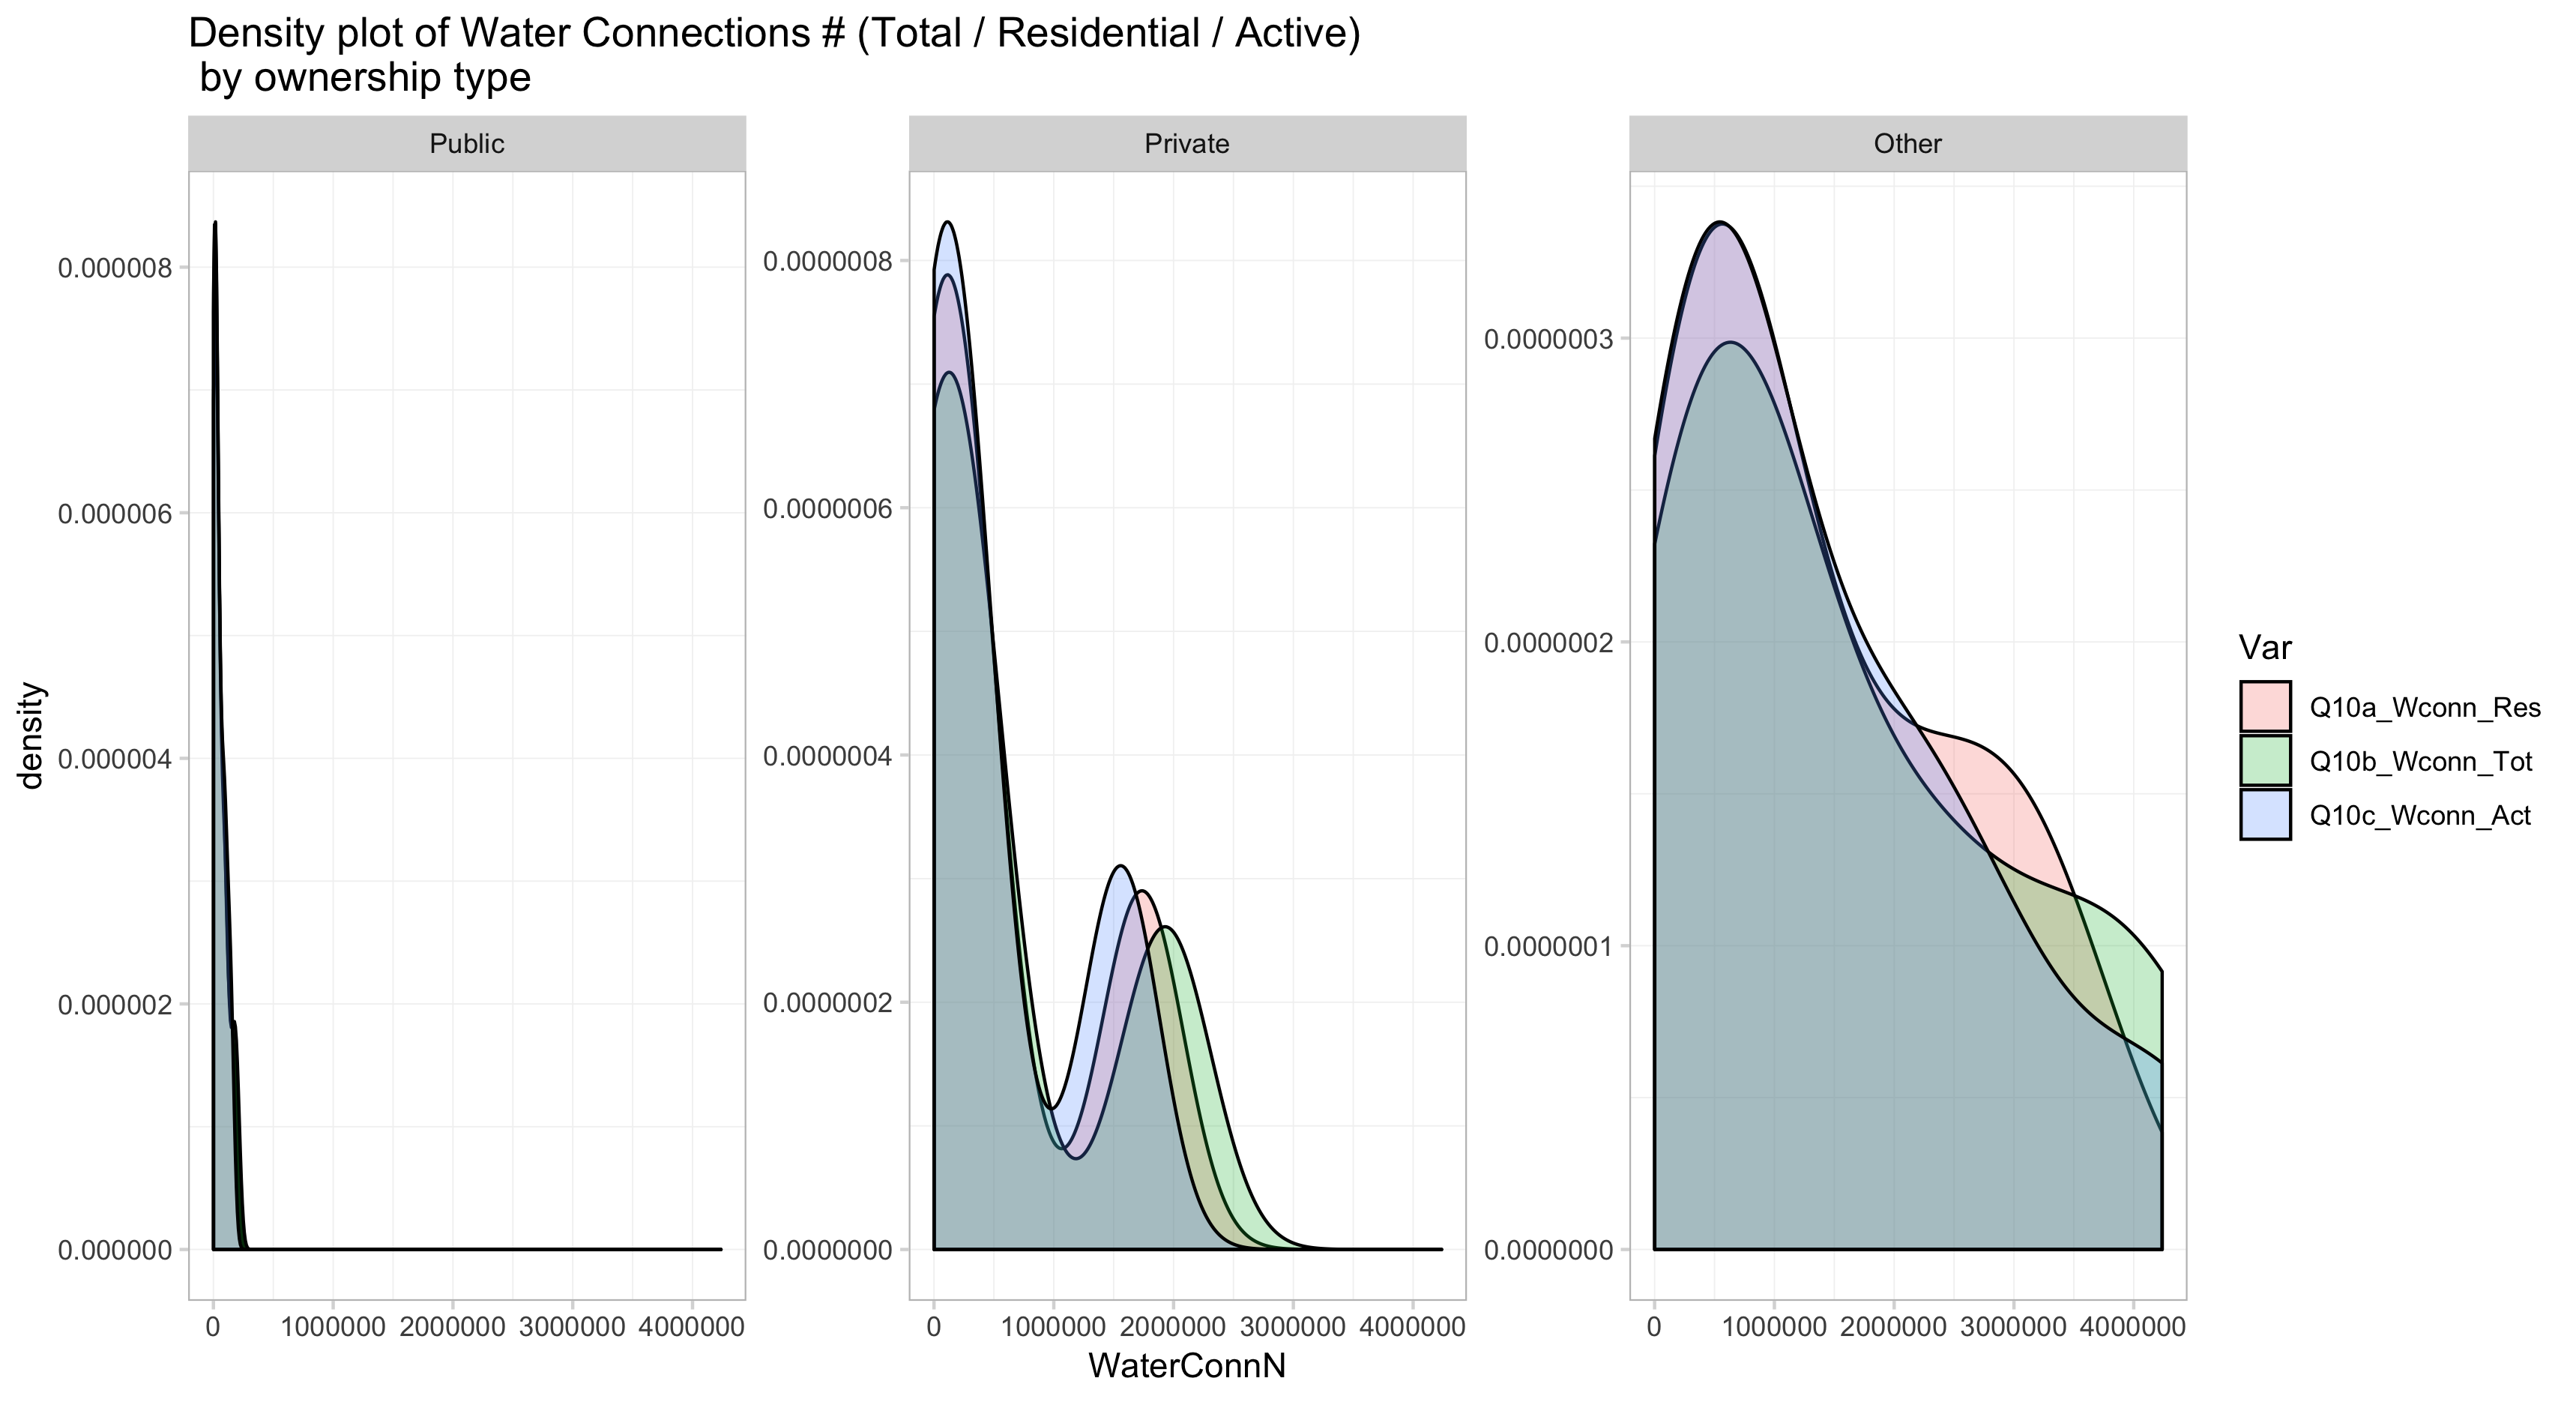 Density plot of Water Connections # (Total / Residential / Active)
by ownership type
Public
Private
Other
density
0.000008
0.000006
0.000004
0.000002
0.000000
0.0000008
0.0000006
0.0000004
0.0000002
0.0000000
0.0000003
0.0000002
0.0000001
0.0000000
0 1000000 2000000 3000000 4000000
0 1000000 2000000 3000000 4000000
0 1000000 2000000 3000000 4000000
WaterConnN
Var
Q10a_Wconn_Res
Q10b_Wconn_Tot
Q10c_Wconn_Act